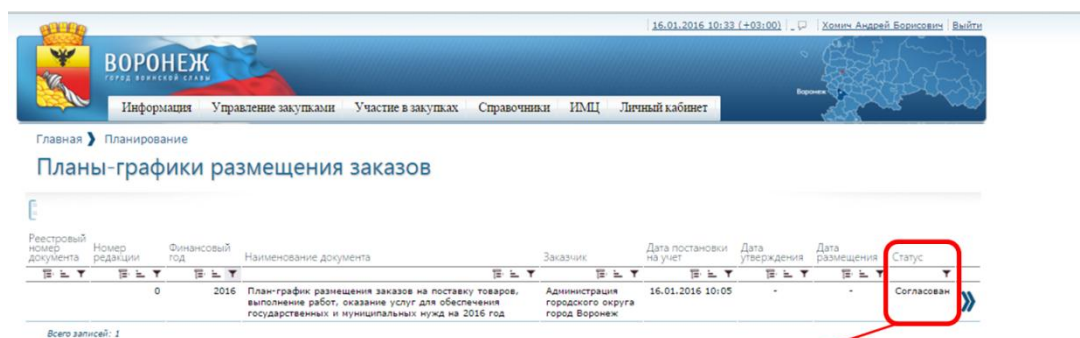 16.01.2016 10:33 (+03:00) Хомич Андрей Борисович Выйти
ВОРОНЕЖ
ГОРОД ВОИНСКОЙ СЛАВЫ
Воронеж
Информация Управление закупками Участие в закупках Справочники ИМЦ Личный кабинет
Главная Планирование
Планы-графики размещения заказов
Реестровый номер документа
Номер редакции
Финансовый год
Наименование документа
Заказчик
Дата постановки на учет
Дата утверждения
Дата размещения
Статус
0 2016 План-график размещения заказов на поставку товаров, Администрация 16.01.2016 10:05 - - Согласован
выполнение работ, оказание услуг для обеспечения городского округа
государственных и муниципальных нужд на 2016 год город Воронеж
Всего записей: 1